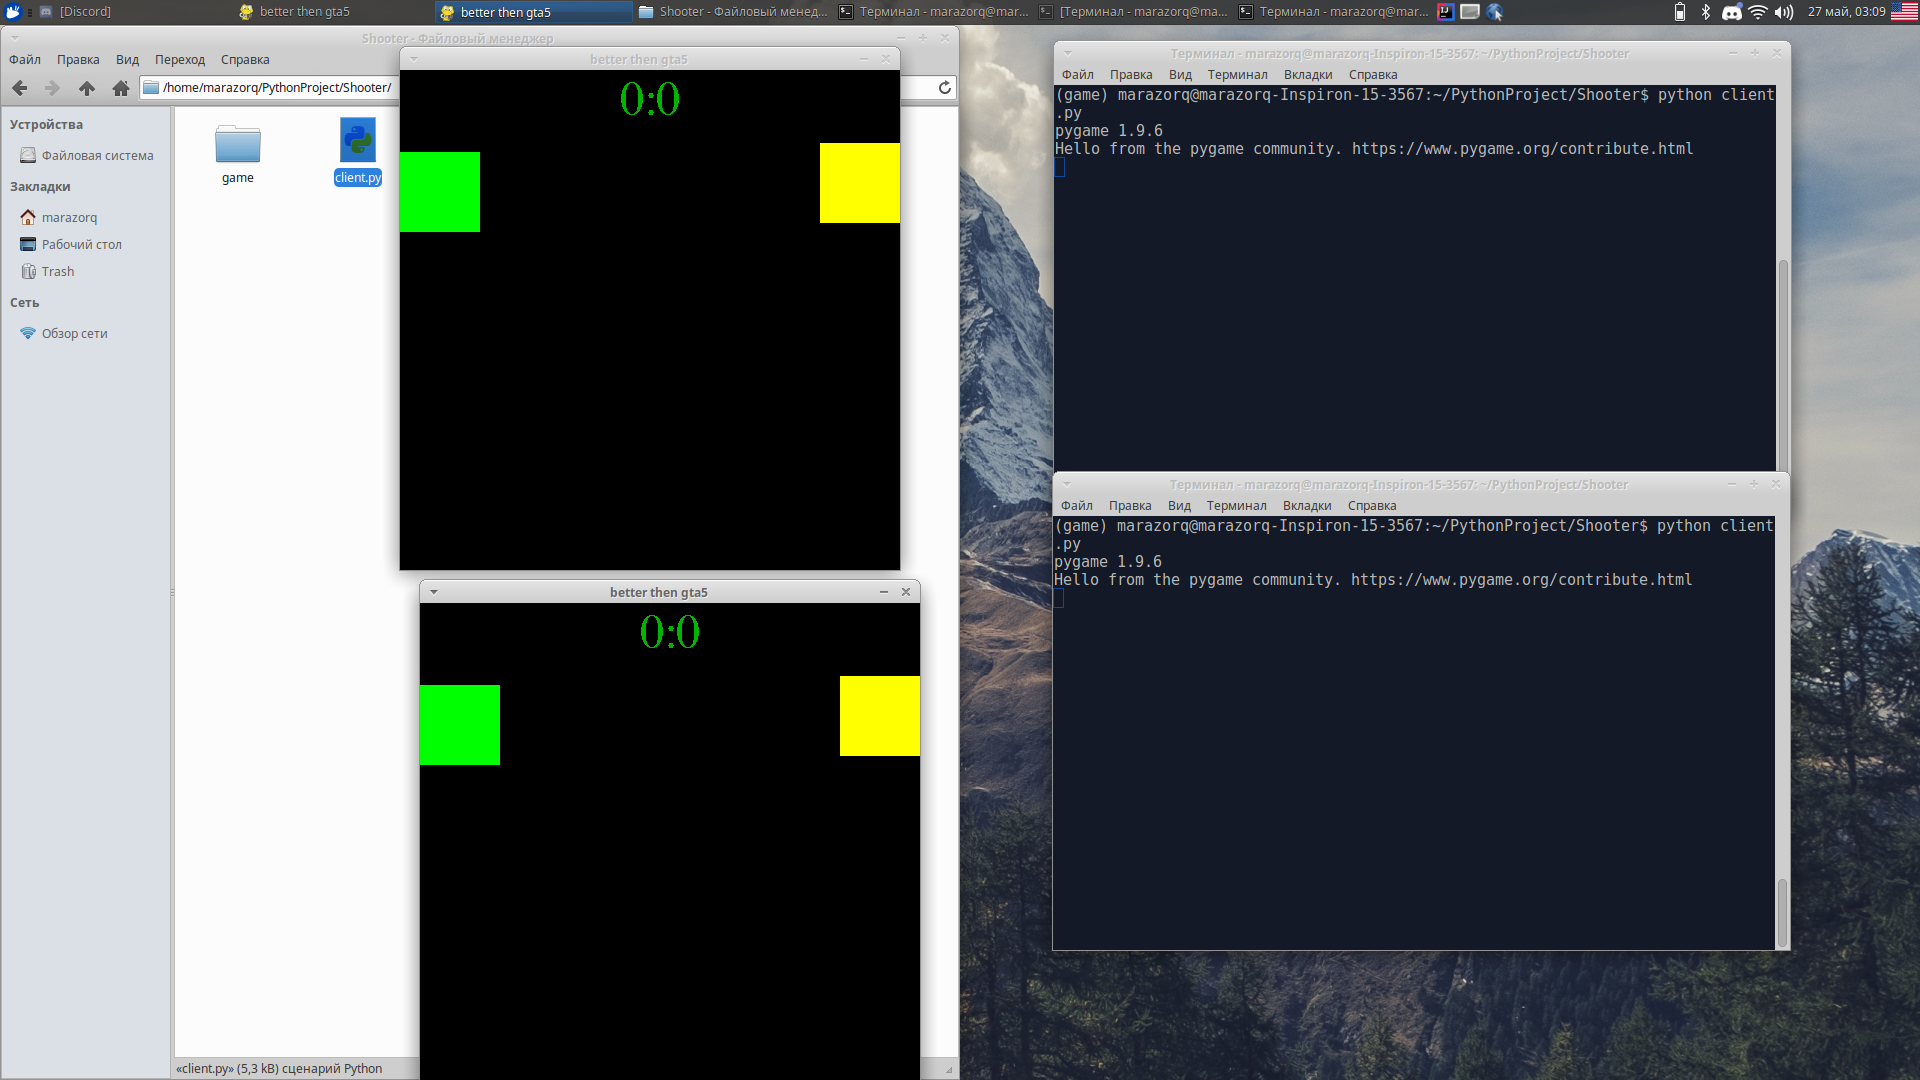 [Discord]
better then gta5
better then gta5
Shooter - Файловый менед...
Терминал - marazorq@mar...
[Терминал - marazorq@ma...
Терминал - marazorq@mar...
27 май, 03:09
Shooter - Файловый менеджер
Файл Правка Вид Переход Справка
/home/marazorq/PythonProject/Shooter/
Устройства
Файловая система
Закладки
marazorq
Рабочий стол
Trash
Сеть
Обзор сети
game
client.py
«client.py» (5,3 kB) сценарий Python
better then gta5
0:0
better then gta5
0:0
Терминал - marazorq@marazorq-Inspiron-15-3567: ~/PythonProject/Shooter
Файл Правка Вид Терминал Вкладки Справка
(game) marazorq@marazorq-Inspiron-15-3567:~/PythonProject/Shooter$ python client
.py
pygame 1.9.6
Hello from the pygame community. https://www.pygame.org/contribute.html
Терминал - marazorq@marazorq-Inspiron-15-3567: ~/PythonProject/Shooter
Файл Правка Вид Терминал Вкладки Справка
(game) marazorq@marazorq-Inspiron-15-3567:~/PythonProject/Shooter$ python client
.py
pygame 1.9.6
Hello from the pygame community. https://www.pygame.org/contribute.html